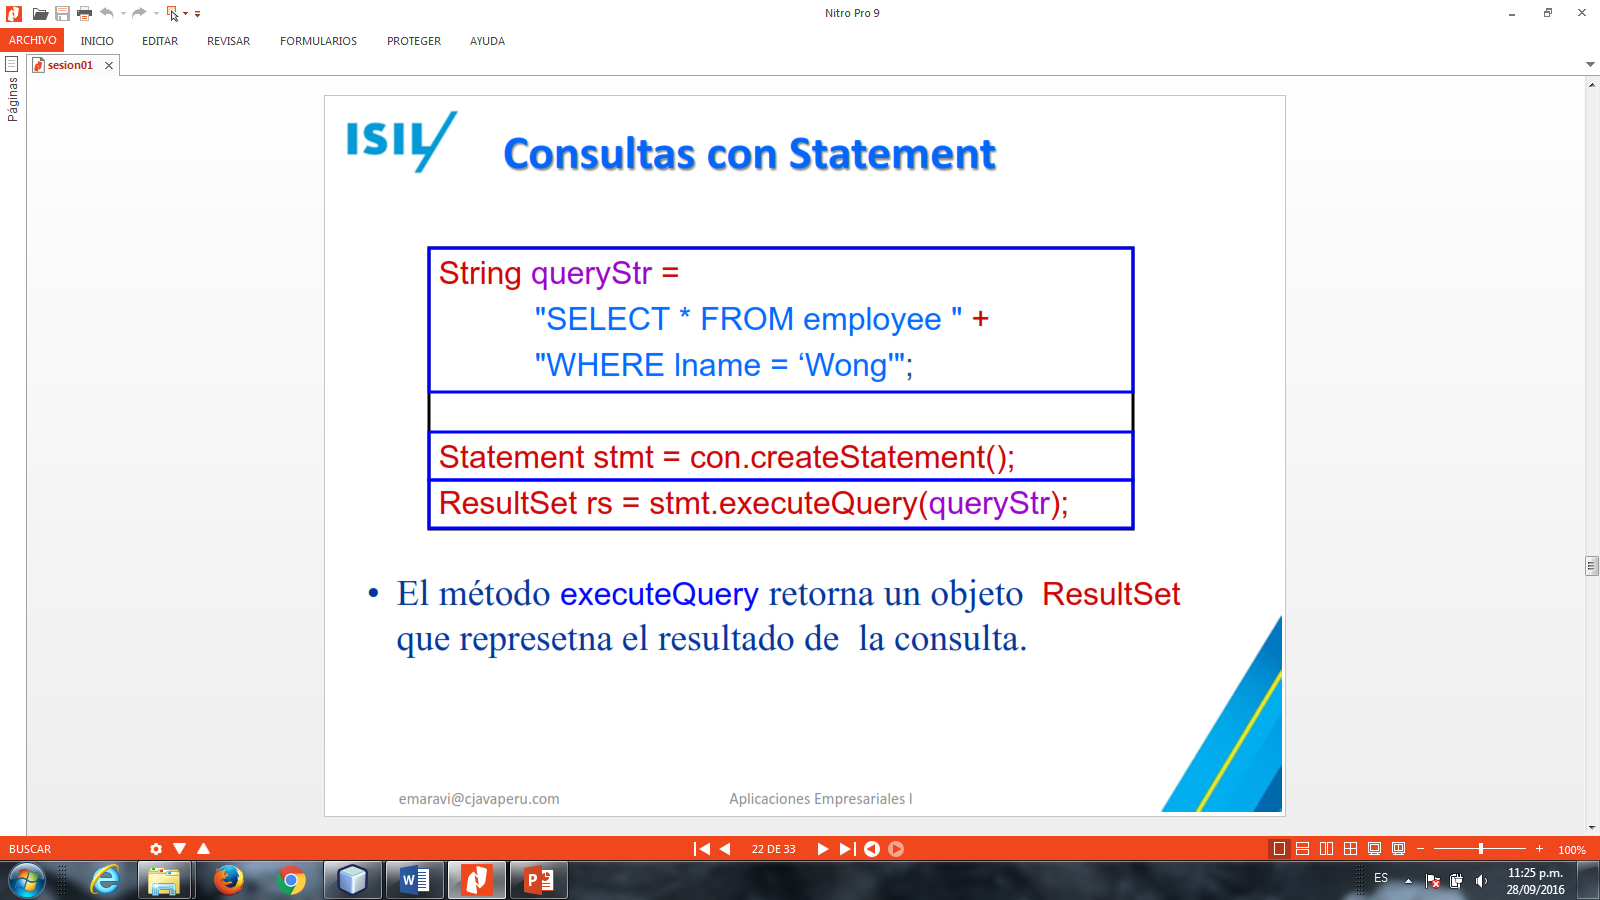 Nitro Pro 9
ARCHIVO INICIO EDITAR REVISAR FORMULARIOS PROTEGER AYUDA
sesion01
Páginas
ISIL
Consultas con Statement
String queryStr =
"SELECT * FROM employee " +
"WHERE lname = ‘Wong'";
Statement stmt = con.createStatement();
ResultSet rs = stmt.executeQuery(queryStr);
• El método executeQuery retorna un objeto ResultSet
que represetna el resultado de la consulta.
emaravi@cjavaperu.com Aplicaciones Empresariales I
BUSCAR 22 DE 33 100%
ES 11:25 p.m.
28/09/2016